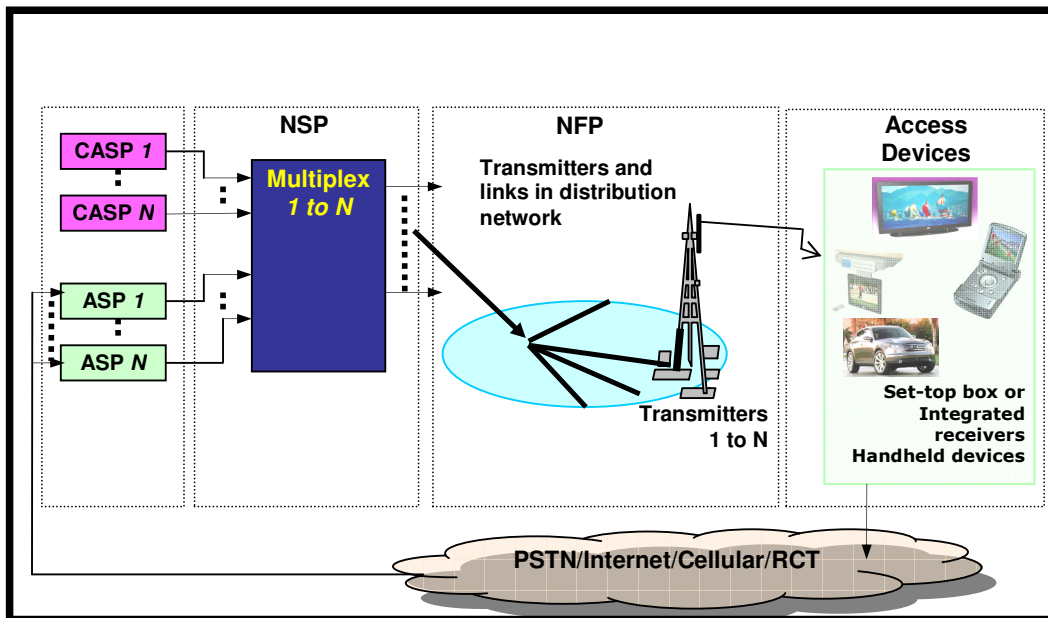 CASP 1
CASP N
ASP 1
ASP N
NSP
Multiplex
1 to N
NFP
Transmitters and
links in distribution
network
Transmitters
1 to N
Access
Devices
Set-top box or
Integrated
receivers
Handheld devices
PSTN/Internet/Cellular/RCT